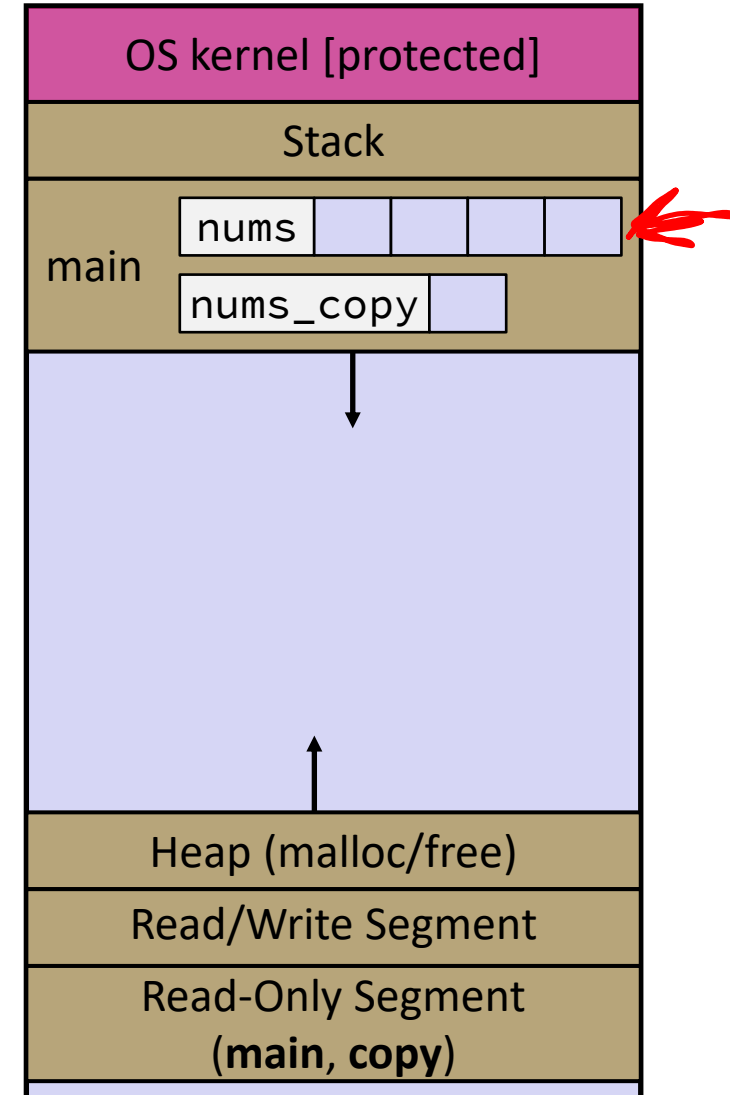 OS kernel [protected]
Stack
nums
main
nums_copy
Heap (malloc/free)
Read/Write Segment
Read-Only Segment
(main, copy)